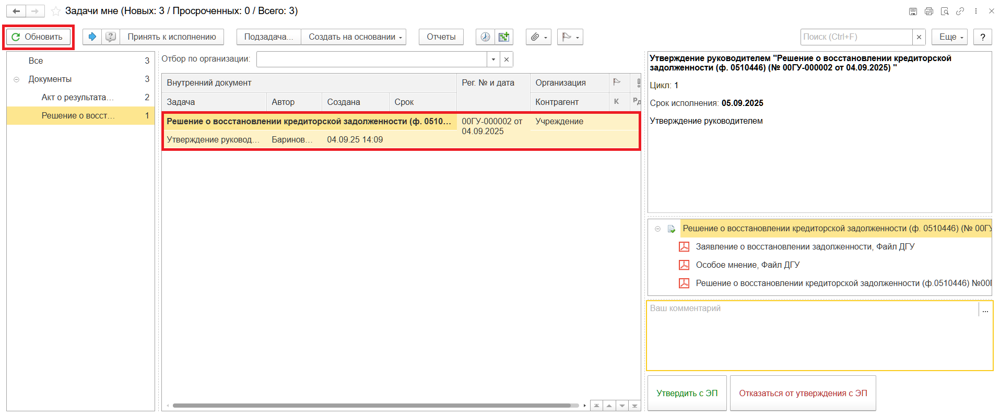 Задачи мне (Новых: 3 / Просроченных: 0 / Всего: 3)
Обновить
Принять к исполнению
Подзадача...
Создать на основании
Отчеты
Поиск (Ctrl+F)
Еще
?
Все 3
Документы 3
Акт о результата... 2
Решение о восст... 1
Отбор по организации:
Внутренний документ
Рег. № и дата
Организация
Задача
Автор
Создана
Срок
Контрагент
К
Решение о восстановлении кредиторской задолженности (ф. 0510...
00ГУ-000002 от
04.09.2025
Учреждение
Утверждение руковод...
Баринов...
04.09.25 14:09
Утверждение руководителем "Решение о восстановлении кредиторской
задолженности (ф. 0510446) (№ 00ГУ-000002 от 04.09.2025) "
Цикл: 1
Срок исполнения: 05.09.2025
Утверждение руководителем
Решение о восстановлении кредиторской задолженности (ф. 0510446) (№ 00ГУ
Заявление о восстановлении задолженности, Файл ДГУ
Особое мнение, Файл ДГУ
Решение о восстановлении кредиторской задолженности (ф.0510446) №00Г
Ваш комментарий
...
Утвердить с ЭП
Отказаться от утверждения с ЭП